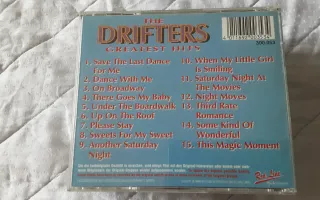 THE
DRIFTERS
GREATEST HITS
1. Save The Last Dance
For Me
2. Dance With Me
3. On Broadway
4. There Goes My Baby
5. Under The Boardwalk
6. Up On The Roof
7. Please Stay
8. Sweets For My Sweet
9. Another Saturday
Night
10. When My Little Girl
Is Smiling
11. Saturday Night At
The Movies
12. Night Moves
13. Third Rate
Romance
14. Some Kind Of
Wonderful
15. This Magic Moment